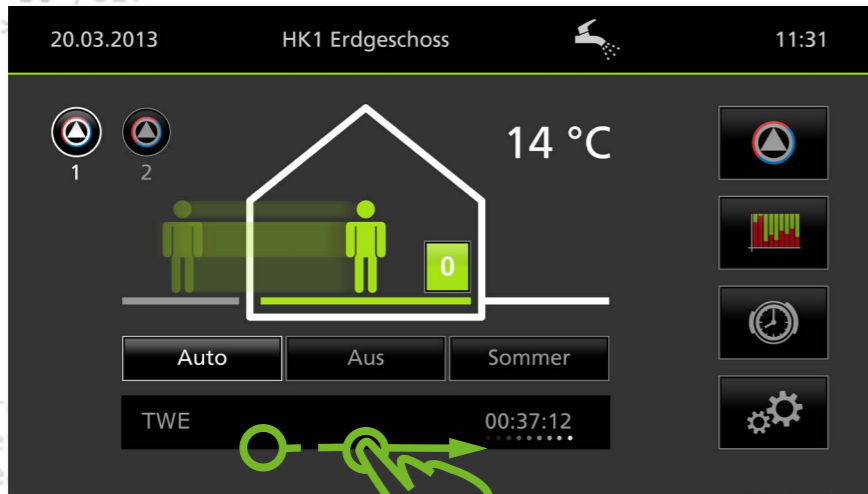 20.03.2013 HK1 Erdgeschoss 11:31
14 °C
1 2
0
Auto Aus Sommer
TWE 00:37:12